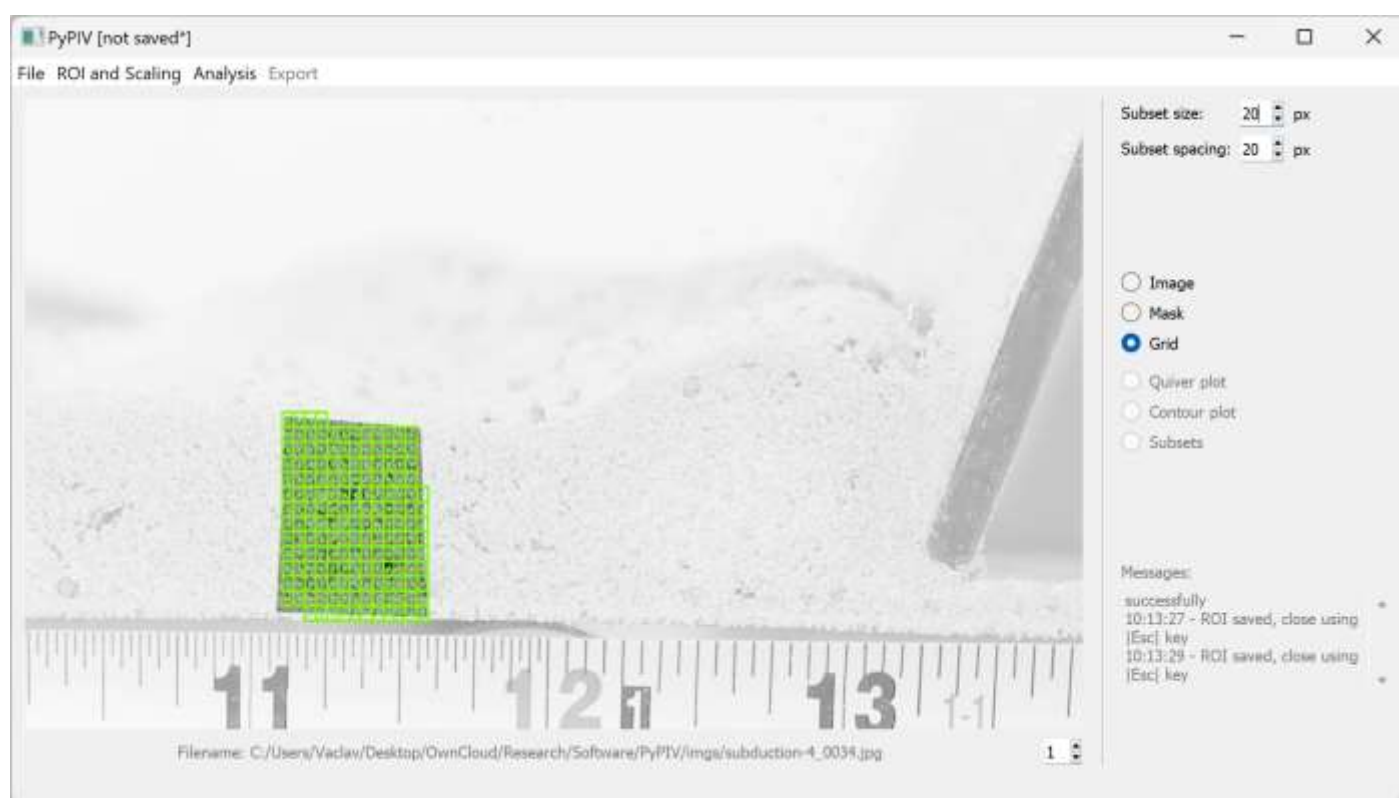 PyPIV [not saved*]
File ROI and Scaling Analysis Export
Subset size: 20 px
Subset spacing: 20 px
Image
Mask
Grid
Quiver plot
Contour plot
Subsets
Messages:
successfully
10:13:27 - ROI saved, close using
|Esc| key
10:13:29 - ROI saved, close using
|Esc| key
11 12 1 13 1-1
Filename: C:/Users/Vaclav/Desktop/OwnCloud/Research/Software/PyPIV/imgs/subduction-4_0034.jpg 1